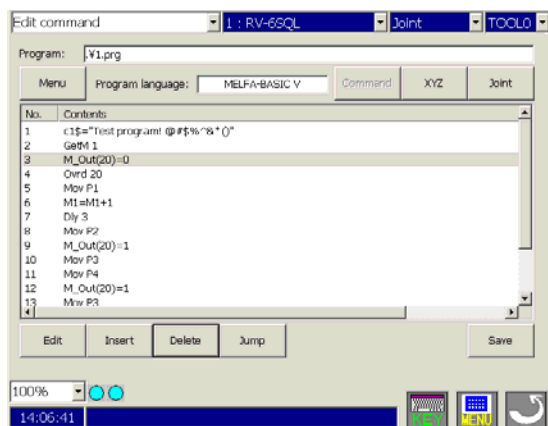 Edit command 1 : RV-6SQL Joint TOOL0
Program: .¥1.prg
Menu Program language: MELFA-BASIC V Command XYZ Joint
No. Contents
1 c1$="Test program! @#$%^&*()"
2 GetM 1
3 M_Out(20)=0
4 Ovrd 20
5 Mov P1
6 M1=M1+1
7 Dly 3
8 Mov P2
9 M_Out(20)=1
10 Mov P3
11 Mov P4
12 M_Out(20)=1
13 Mov P3
Edit Insert Delete Jump Save
100%
14:06:41 KEY MENU